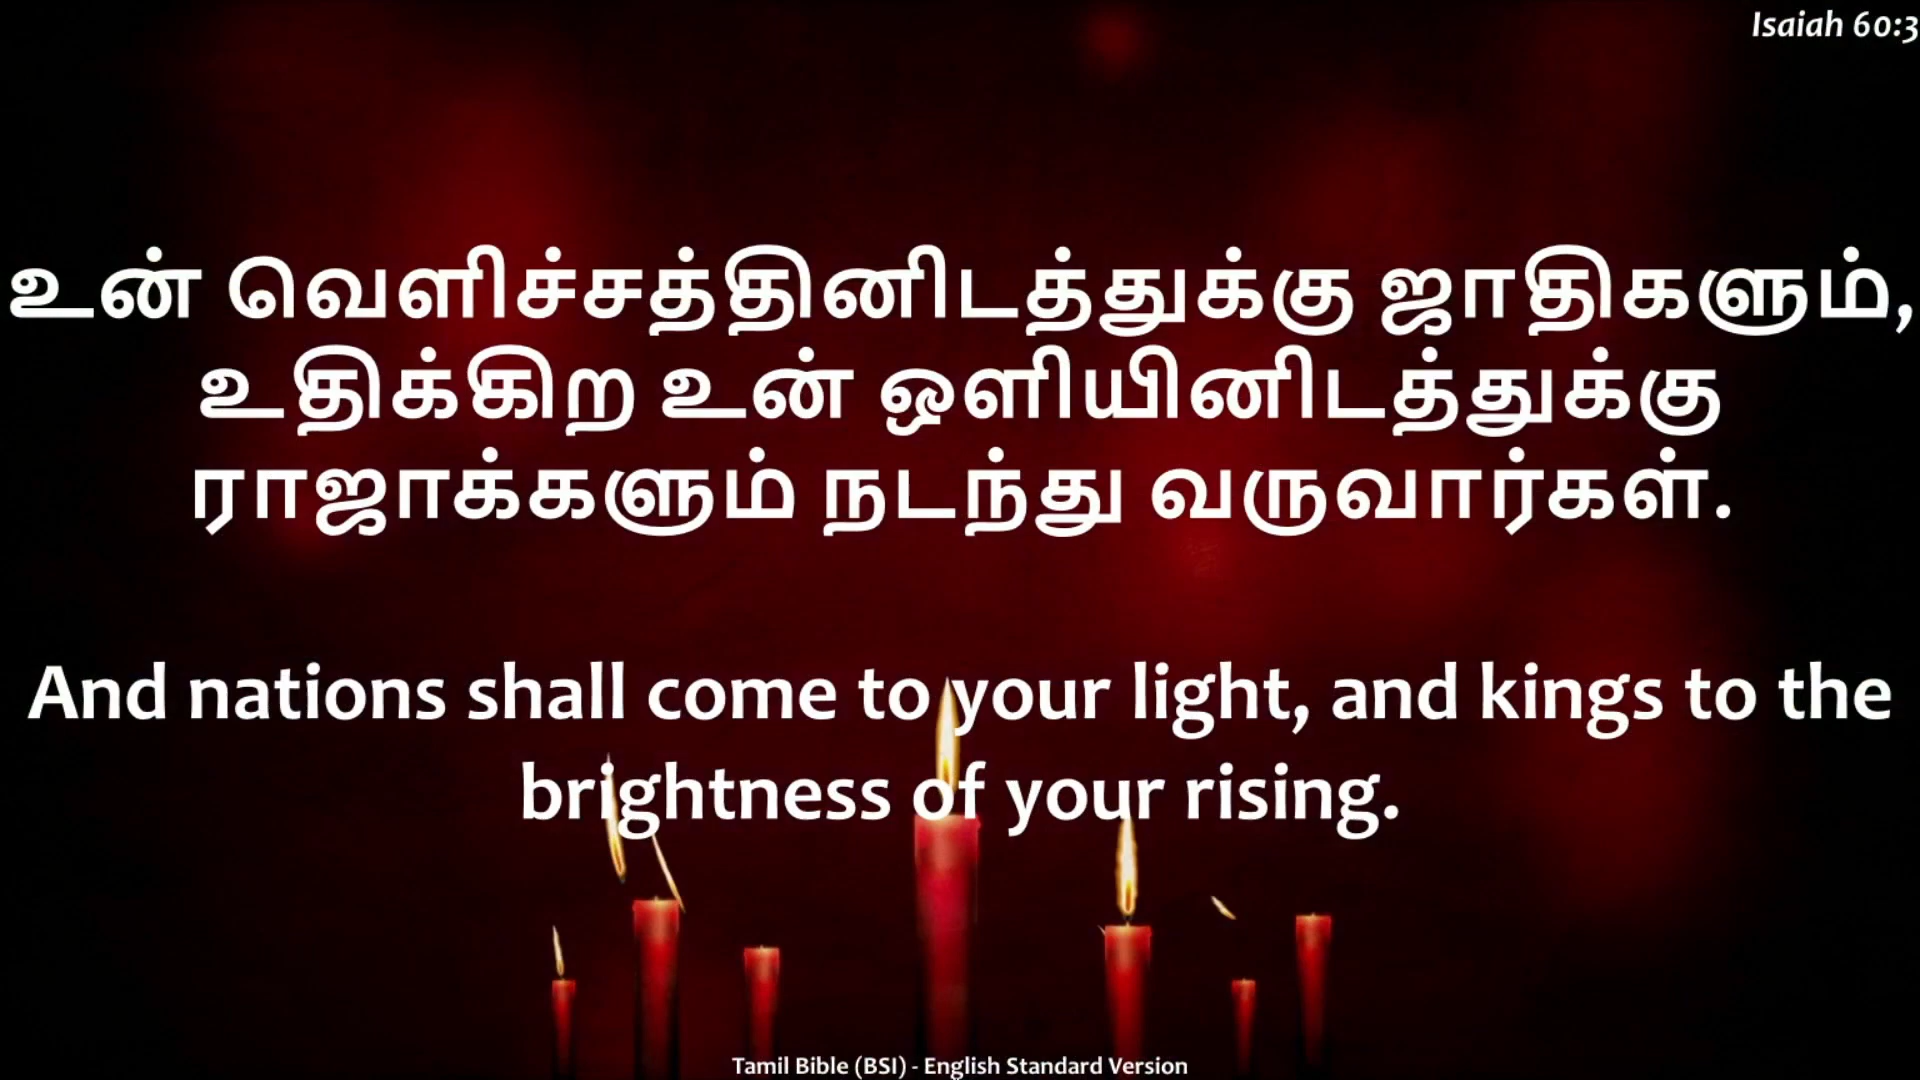 Isaiah 60:3
உன் வெளிச்சத்தினிடத்துக்கு ஜாதிகளும்,
உதிக்கிற உன் ஒளியினிடத்துக்கு
ராஜாக்களும் நடந்து வருவார்கள்.
And nations shall come to your light, and kings to the
brightness of your rising.
Tamil Bible (BSI) - English Standard Version